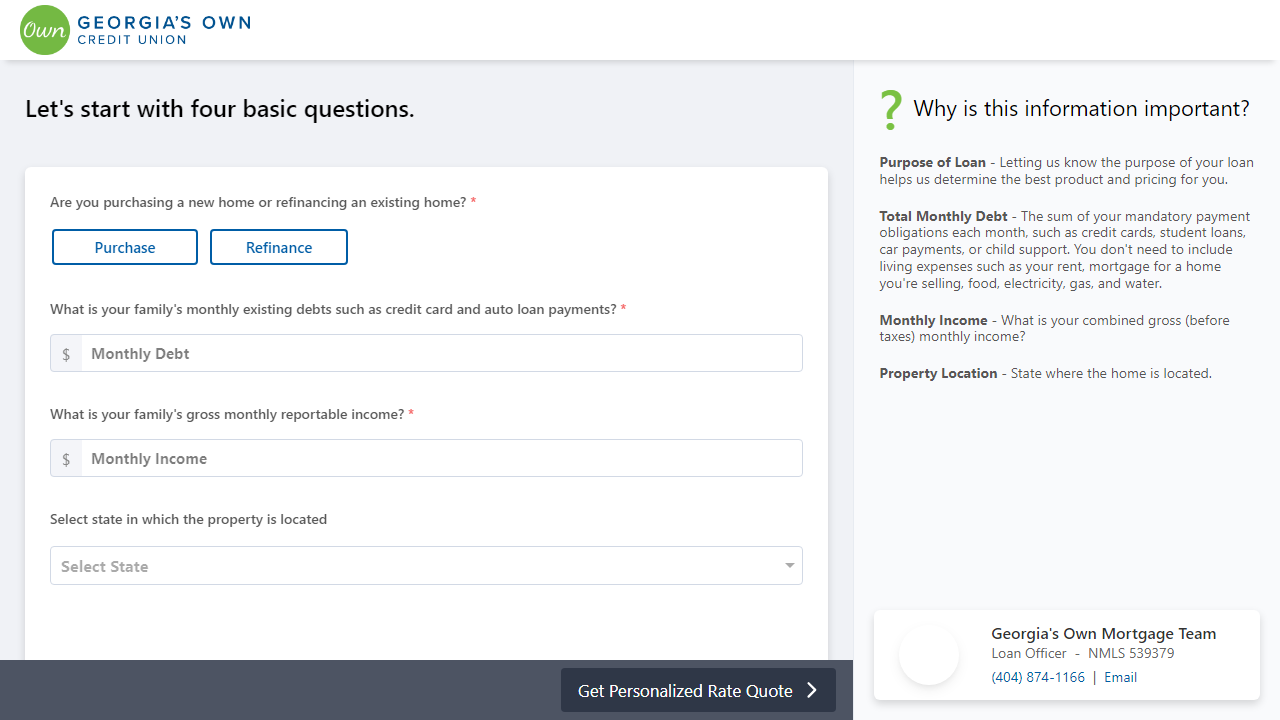 Own
GEORGIA'S OWN
CREDIT UNION
Let's start with four basic questions.
Are you purchasing a new home or refinancing an existing home? *
Purchase
Refinance
What is your family's monthly existing debts such as credit card and auto loan payments? *
$ Monthly Debt
What is your family's gross monthly reportable income? *
$ Monthly Income
Select state in which the property is located
Select State
Get Personalized Rate Quote
? Why is this information important?
Purpose of Loan - Letting us know the purpose of your loan
helps us determine the best product and pricing for you.
Total Monthly Debt - The sum of your mandatory payment
obligations each month, such as credit cards, student loans,
car payments, or child support. You don't need to include
living expenses such as your rent, mortgage for a home
you're selling, food, electricity, gas, and water.
Monthly Income - What is your combined gross (before
taxes) monthly income?
Property Location - State where the home is located.
Georgia's Own Mortgage Team
Loan Officer - NMLS 539379
(404) 874-1166 | Email